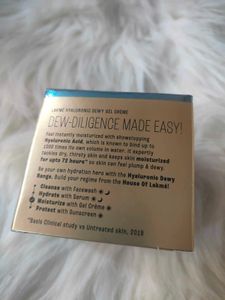 LAKMÉ HYALURONIC DEWY GEL CRÈME
DEW-DILIGENCE MADE EASY!
Feel instantly moisturized with showstopping
Hyaluronic Acid, which is known to bind up to
1000 times its own volume in water. It expertly
tackles dry, thirsty skin and keeps skin moisturized
for upto 72 hours* so skin can feel plump & dewy.
Be your own hydration hero with the Hyaluronic Dewy
Range. Build your regime from the House Of Lakmé!
Cleanse with Facewash
Hydrate with Serum
Moisturize with Gel Crème
Protect with Sunscreen
*Basis Clinical study vs Untreated skin, 2019